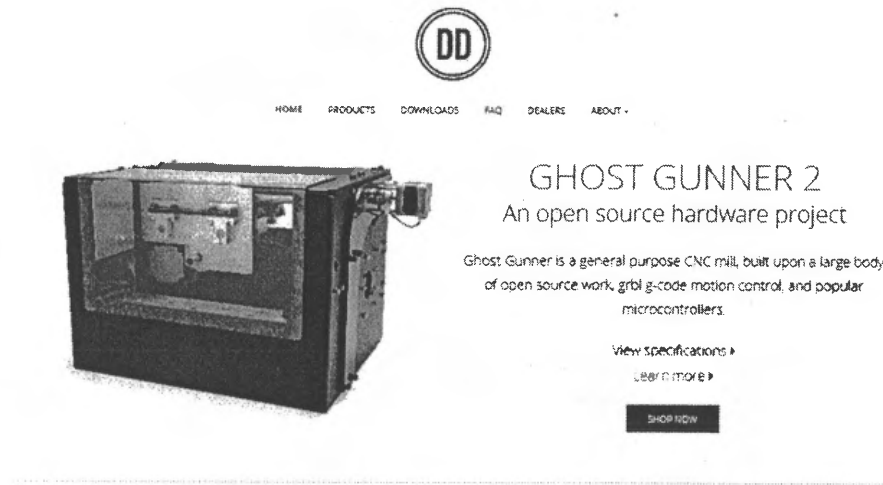 DD
HOME PRODUCTS DOWNLOADS FAQ DEALERS ABOUT
GHOST GUNNER 2
An open source hardware project
Ghost Gunner is a general purpose CNC mill, built upon a large body
of open source work, grbl g-code motion control, and popular
microcontrollers.
View specifications
Learn more
SHOP NOW